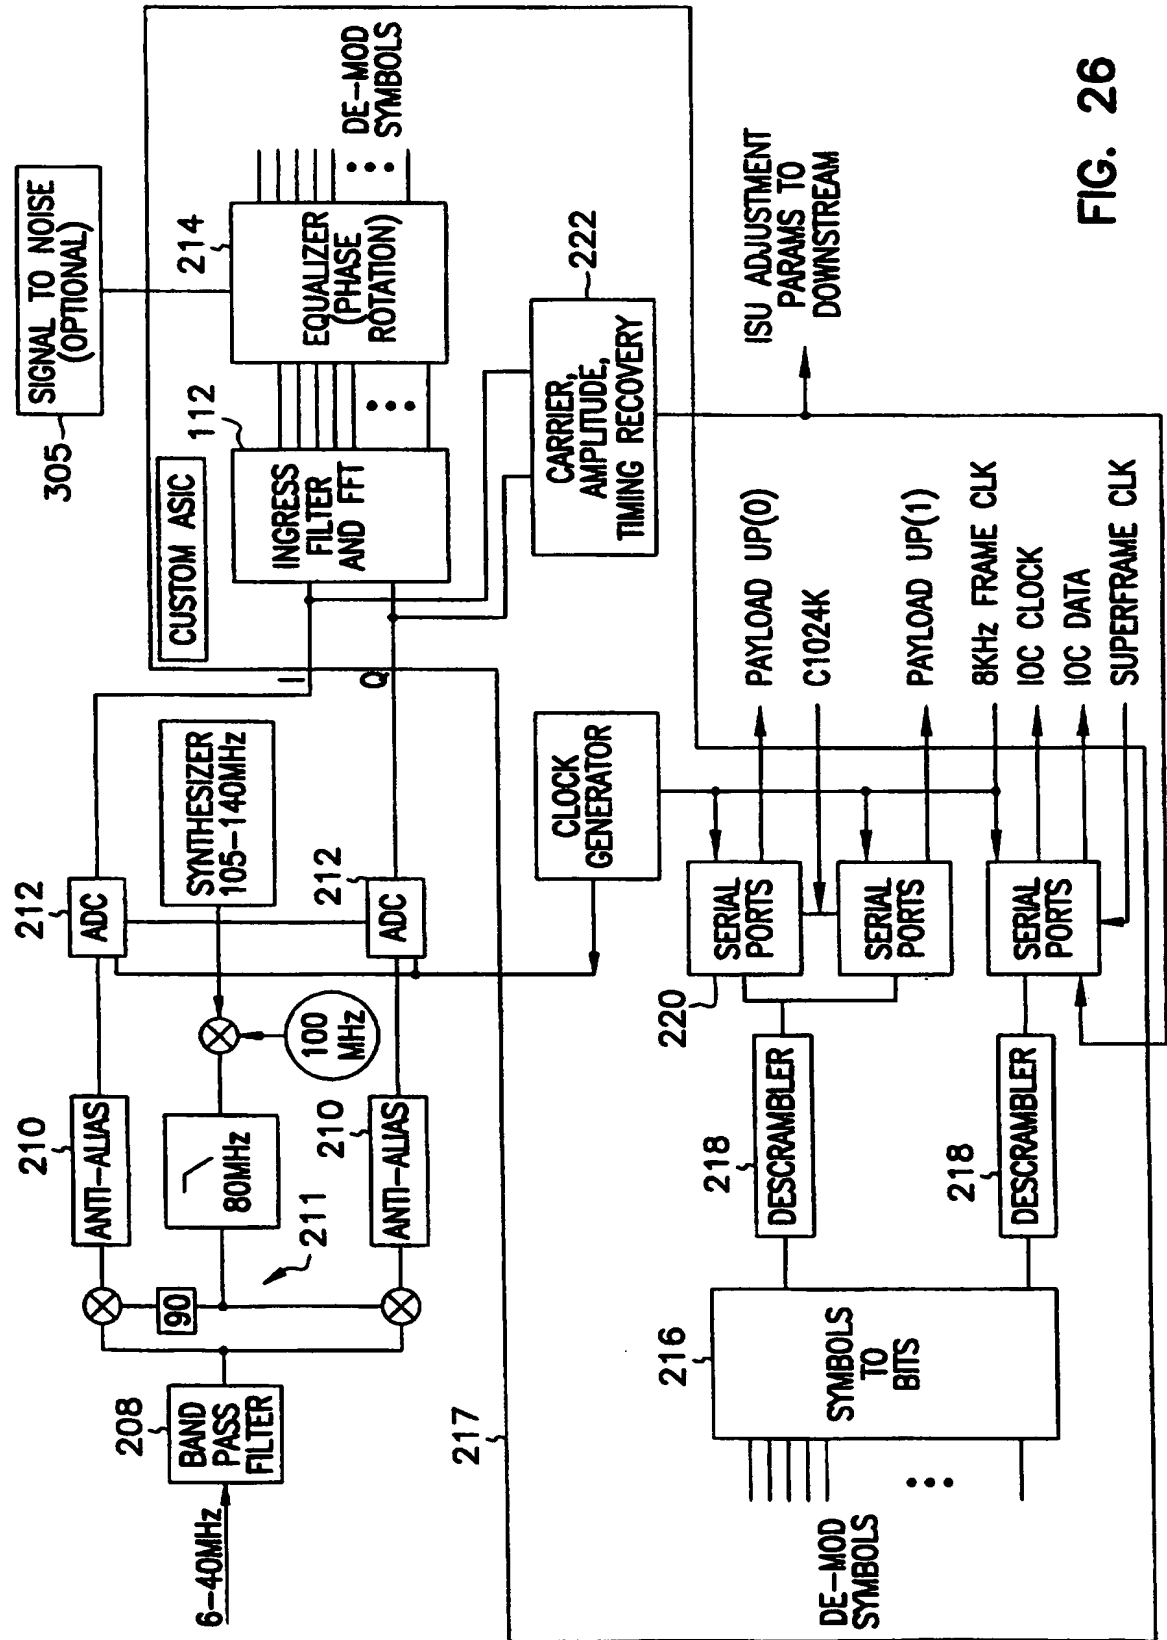 6-40MHz
208
BAND
PASS
FILTER
90
211
210
ANTI-ALIAS
80MHz
210
ANTI-ALIAS
100
MHz
212
ADC
SYNTHESIZER
105-140MHz
212
ADC
I
Q
CUSTOM ASIC
112
INGRESS
FILTER
AND FFT
305
SIGNAL TO NOISE
(OPTIONAL)
214
EQUALIZER
(PHASE
ROTATION)
DE-MOD
SYMBOLS
222
CARRIER,
AMPLITUDE,
TIMING RECOVERY
ISU ADJUSTMENT
PARAMS TO
DOWNSTREAM
217
CLOCK
GENERATOR
DE-MOD
SYMBOLS
216
SYMBOLS
TO
BITS
218
DESCRAMBLER
218
DESCRAMBLER
220
SERIAL
PORTS
SERIAL
PORTS
SERIAL
PORTS
PAYLOAD UP(0)
C1024K
PAYLOAD UP(1)
8KHz FRAME CLK
IOC CLOCK
IOC DATA
SUPERFRAME CLK
FIG. 26